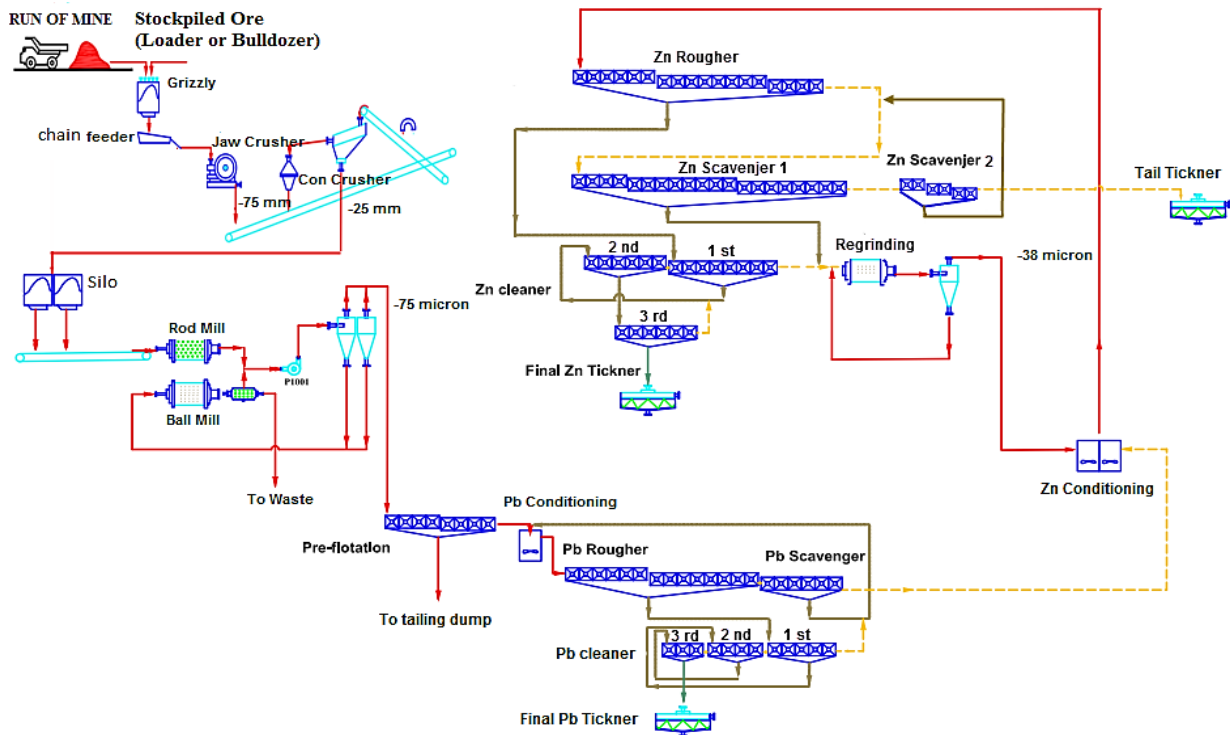 RUN OF MINE
Stockpiled Ore
(Loader or Bulldozer)
Grizzly
chain feeder
Jaw Crusher
Con Crusher
-75 mm
-25 mm
Silo
Rod Mill
Ball Mill
P1001
To Waste
-75 micron
Pre-flotation
To tailing dump
Pb Conditioning
Pb Rougher
Pb Scavenger
3 rd
2 nd
1 st
Pb cleaner
Final Pb Tickner
Zn Rougher
Zn Scavenjer 1
Zn Scavenjer 2
Tail Tickner
2 nd
1 st
Zn cleaner
3 rd
Final Zn Tickner
Regrinding
-38 micron
Zn Conditioning